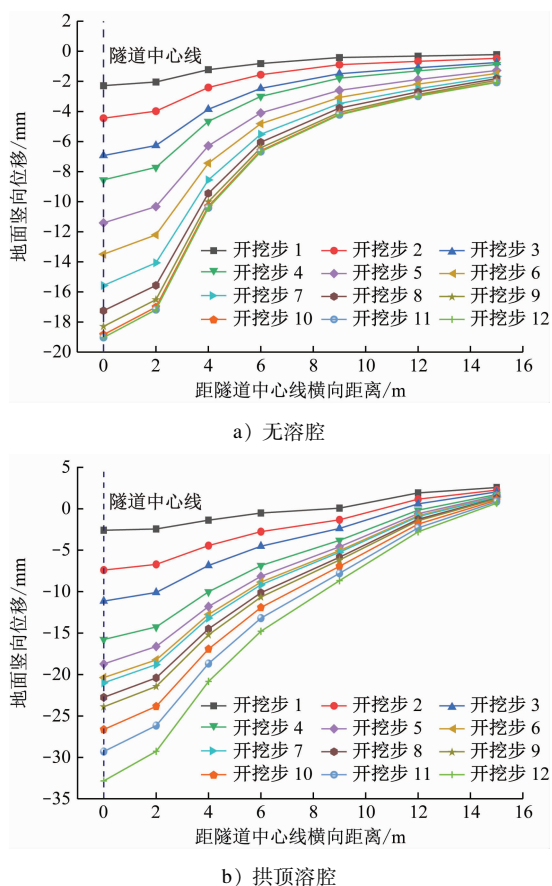 隧道中心线
0
−2
−4
−6
−8
−10
−12
−14
−16
−18
−20
地面竖向位移/mm
开挖步 1 开挖步 2 开挖步 3
开挖步 4 开挖步 5 开挖步 6
开挖步 7 开挖步 8 开挖步 9
开挖步 10 开挖步 11 开挖步 12
0 2 4 6 8 10 12 14 16
距隧道中心线横向距离/m
a）无溶腔
隧道中心线
5
0
−5
−10
−15
−20
−25
−30
−35
地面竖向位移/mm
开挖步 1 开挖步 2 开挖步 3
开挖步 4 开挖步 5 开挖步 6
开挖步 7 开挖步 8 开挖步 9
开挖步 10 开挖步 11 开挖步 12
0 2 4 6 8 10 12 14 16
距隧道中心线横向距离/m
b）拱顶溶腔